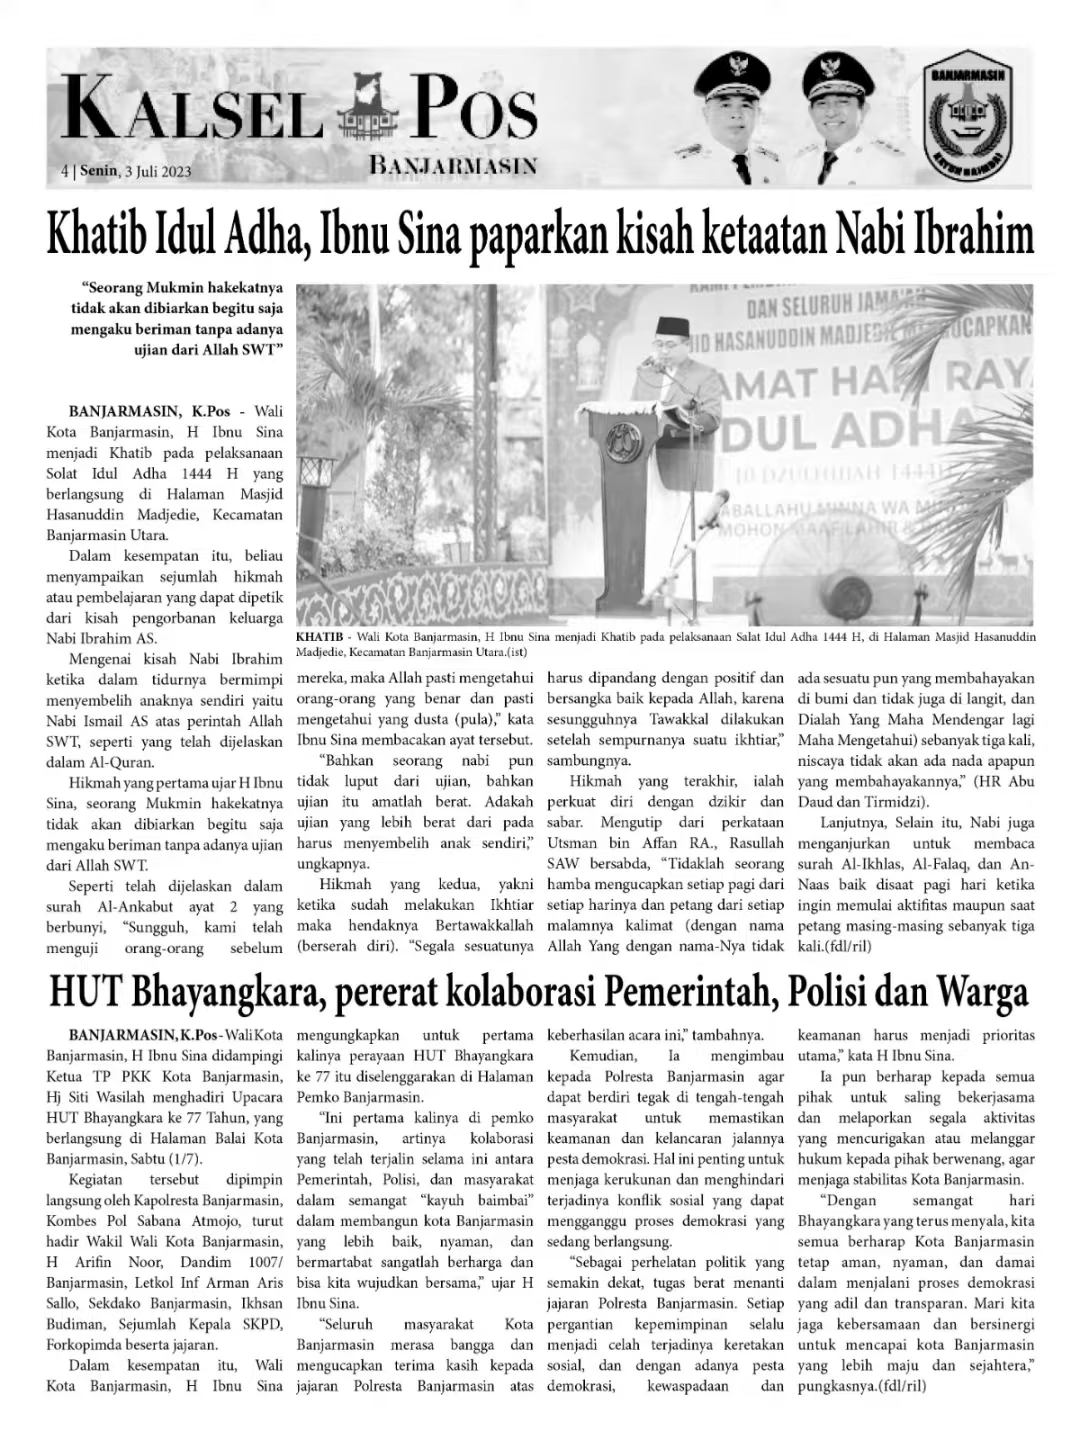 KALSEL POS
BANJARMASIN
4 | Senin, 3 Juli 2023
BANJARMASIN
KAYUH BAIMBAI
Khatib Idul Adha, Ibnu Sina paparkan kisah ketaatan Nabi Ibrahim
“Seorang Mukmin hakekatnya
tidak akan dibiarkan begitu saja
mengaku beriman tanpa adanya
ujian dari Allah SWT”
BANJARMASIN, K.Pos - Wali
Kota Banjarmasin, H Ibnu Sina
menjadi Khatib pada pelaksanaan
Solat Idul Adha 1444 H yang
berlangsung di Halaman Masjid
Hasanuddin Madjedie, Kecamatan
Banjarmasin Utara.
Dalam kesempatan itu, beliau
menyampaikan sejumlah hikmah
atau pembelajaran yang dapat dipetik
dari kisah pengorbanan keluarga
Nabi Ibrahim AS.
Mengenai kisah Nabi Ibrahim
ketika dalam tidurnya bermimpi
menyembelih anaknya sendiri yaitu
Nabi Ismail AS atas perintah Allah
SWT, seperti yang telah dijelaskan
dalam Al-Quran.
Hikmah yang pertama ujar H Ibnu
Sina, seorang Mukmin hakekatnya
tidak akan dibiarkan begitu saja
mengaku beriman tanpa adanya ujian
dari Allah SWT.
Seperti telah dijelaskan dalam
surah Al-Ankabut ayat 2 yang
berbunyi, “Sungguh, kami telah
menguji orang-orang sebelum
DAN SELURUH JAMA'AH
ID HASANUDDIN MADJEDIE UCAPKAN
AMAT HARI RAYA
IDUL ADHA
MOHON MAAF LAHIR &
KHATIB - Wali Kota Banjarmasin, H Ibnu Sina menjadi Khatib pada pelaksanaan Salat Idul Adha 1444 H, di Halaman Masjid Hasanuddin
Madjedie, Kecamatan Banjarmasin Utara.(ist)
mereka, maka Allah pasti mengetahui
orang-orang yang benar dan pasti
mengetahui yang dusta (pula),” kata
Ibnu Sina membacakan ayat tersebut.
“Bahkan seorang nabi pun
tidak luput dari ujian, bahkan
ujian itu amatlah berat. Adakah
ujian yang lebih berat dari pada
harus menyembelih anak sendiri,”
ungkapnya.
Hikmah yang kedua, yakni
ketika sudah melakukan Ikhtiar
maka hendaknya Bertawakkallah
(berserah diri). “Segala sesuatunya
harus dipandang dengan positif dan
bersangka baik kepada Allah, karena
sesungguhnya Tawakkal dilakukan
setelah sempurnanya suatu ikhtiar,”
sambungnya.
Hikmah yang terakhir, ialah
perkuat diri dengan dzikir dan
sabar. Mengutip dari perkataan
Utsman bin Affan RA., Rasullah
SAW bersabda, “Tidaklah seorang
hamba mengucapkan setiap pagi dari
setiap harinya dan petang dari setiap
malamnya kalimat (dengan nama
Allah Yang dengan nama-Nya tidak
ada sesuatu pun yang membahayakan
di bumi dan tidak juga di langit, dan
Dialah Yang Maha Mendengar lagi
Maha Mengetahui) sebanyak tiga kali,
niscaya tidak akan ada nada apapun
yang membahayakannya,” (HR Abu
Daud dan Tirmidzi).
Lanjutnya, Selain itu, Nabi juga
menganjurkan untuk membaca
surah Al-Ikhlas, Al-Falaq, dan An-
Naas baik disaat pagi hari ketika
ingin memulai aktifitas maupun saat
petang masing-masing sebanyak tiga
kali.(fdl/ril)
HUT Bhayangkara, pererat kolaborasi Pemerintah, Polisi dan Warga
BANJARMASIN, K.Pos - Wali Kota
Banjarmasin, H Ibnu Sina didampingi
Ketua TP PKK Kota Banjarmasin,
Hj Siti Wasilah menghadiri Upacara
HUT Bhayangkara ke 77 Tahun, yang
berlangsung di Halaman Balai Kota
Banjarmasin, Sabtu (1/7).
Kegiatan tersebut dipimpin
langsung oleh Kapolresta Banjarmasin,
Kombes Pol Sabana Atmojo, turut
hadir Wakil Wali Kota Banjarmasin,
H Arifin Noor, Dandim 1007/
Banjarmasin, Letkol Inf Arman Aris
Sallo, Sekdako Banjarmasin, Ikhsan
Budiman, Sejumlah Kepala SKPD,
Forkopimda beserta jajaran.
Dalam kesempatan itu, Wali
Kota Banjarmasin, H Ibnu Sina
mengungkapkan untuk pertama
kalinya perayaan HUT Bhayangkara
ke 77 itu diselenggarakan di Halaman
Pemko Banjarmasin.
“Ini pertama kalinya di pemko
Banjarmasin, artinya kolaborasi
yang telah terjalin selama ini antara
Pemerintah, Polisi, dan masyarakat
dalam semangat “kayuh baimbai”
dalam membangun kota Banjarmasin
yang lebih baik, nyaman, dan
bermartabat sangatlah berharga dan
bisa kita wujudkan bersama,” ujar H
Ibnu Sina.
“Seluruh masyarakat Kota
Banjarmasin merasa bangga dan
mengucapkan terima kasih kepada
jajaran Polresta Banjarmasin atas
keberhasilan acara ini,” tambahnya.
Kemudian, Ia mengimbau
kepada Polresta Banjarmasin agar
dapat berdiri tegak di tengah-tengah
masyarakat untuk memastikan
keamanan dan kelancaran jalannya
pesta demokrasi. Hal ini penting untuk
menjaga kerukunan dan menghindari
terjadinya konflik sosial yang dapat
mengganggu proses demokrasi yang
sedang berlangsung.
“Sebagai perhelatan politik yang
semakin dekat, tugas berat menanti
jajaran Polresta Banjarmasin. Setiap
pergantian kepemimpinan selalu
menjadi celah terjadinya keretakan
sosial, dan dengan adanya pesta
demokrasi, kewaspadaan dan
keamanan harus menjadi prioritas
utama,” kata H Ibnu Sina.
Ia pun berharap kepada semua
pihak untuk saling bekerjasama
dan melaporkan segala aktivitas
yang mencurigakan atau melanggar
hukum kepada pihak berwenang, agar
menjaga stabilitas Kota Banjarmasin.
“Dengan semangat hari
Bhayangkara yang terus menyala, kita
semua berharap Kota Banjarmasin
tetap aman, nyaman, dan damai
dalam menjalani proses demokrasi
yang adil dan transparan. Mari kita
jaga kebersamaan dan bersinergi
untuk mencapai kota Banjarmasin
yang lebih maju dan sejahtera,”
pungkasnya.(fdl/ril)